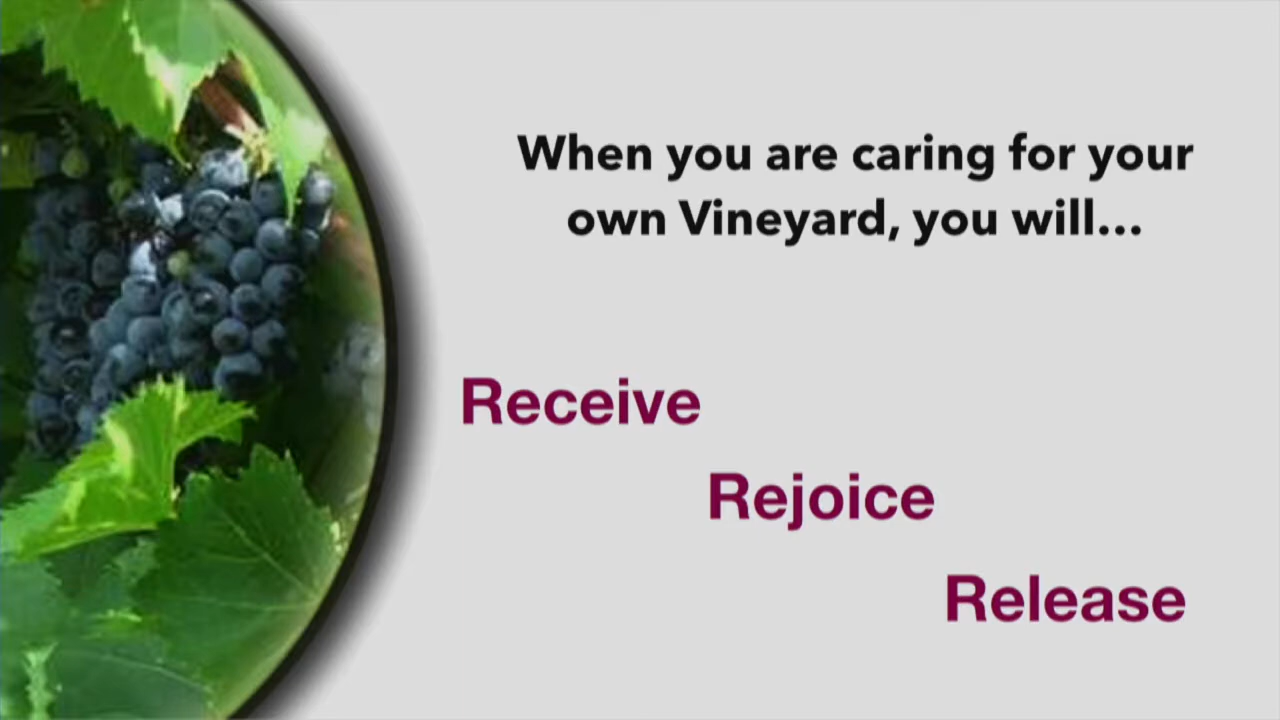 When you are caring for your
own Vineyard, you will...
Receive
Rejoice
Release